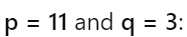 p = 11 and q = 3: